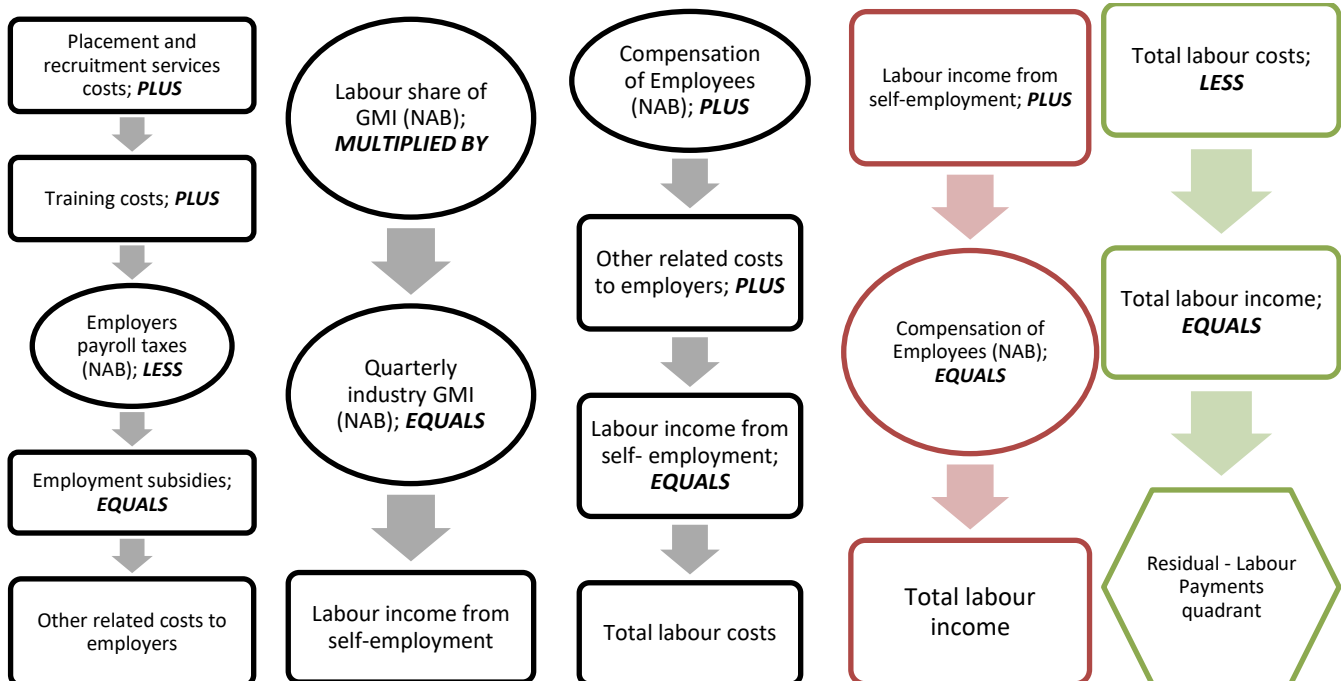 Placement and
recruitment services
costs; PLUS
Training costs; PLUS
Employers
payroll taxes
(NAB); LESS
Employment subsidies;
EQUALS
Other related costs to
employers
Labour share of
GMI (NAB);
MULTIPLIED BY
Quarterly
industry GMI
(NAB); EQUALS
Labour income from
self-employment
Compensation
of Employees
(NAB); PLUS
Other related costs
to employers; PLUS
Labour income from
self- employment;
EQUALS
Total labour costs
Labour income from
self-employment; PLUS
Compensation of
Employees (NAB);
EQUALS
Total labour
income
Total labour costs;
LESS
Total labour income;
EQUALS
Residual - Labour
Payments
quadrant